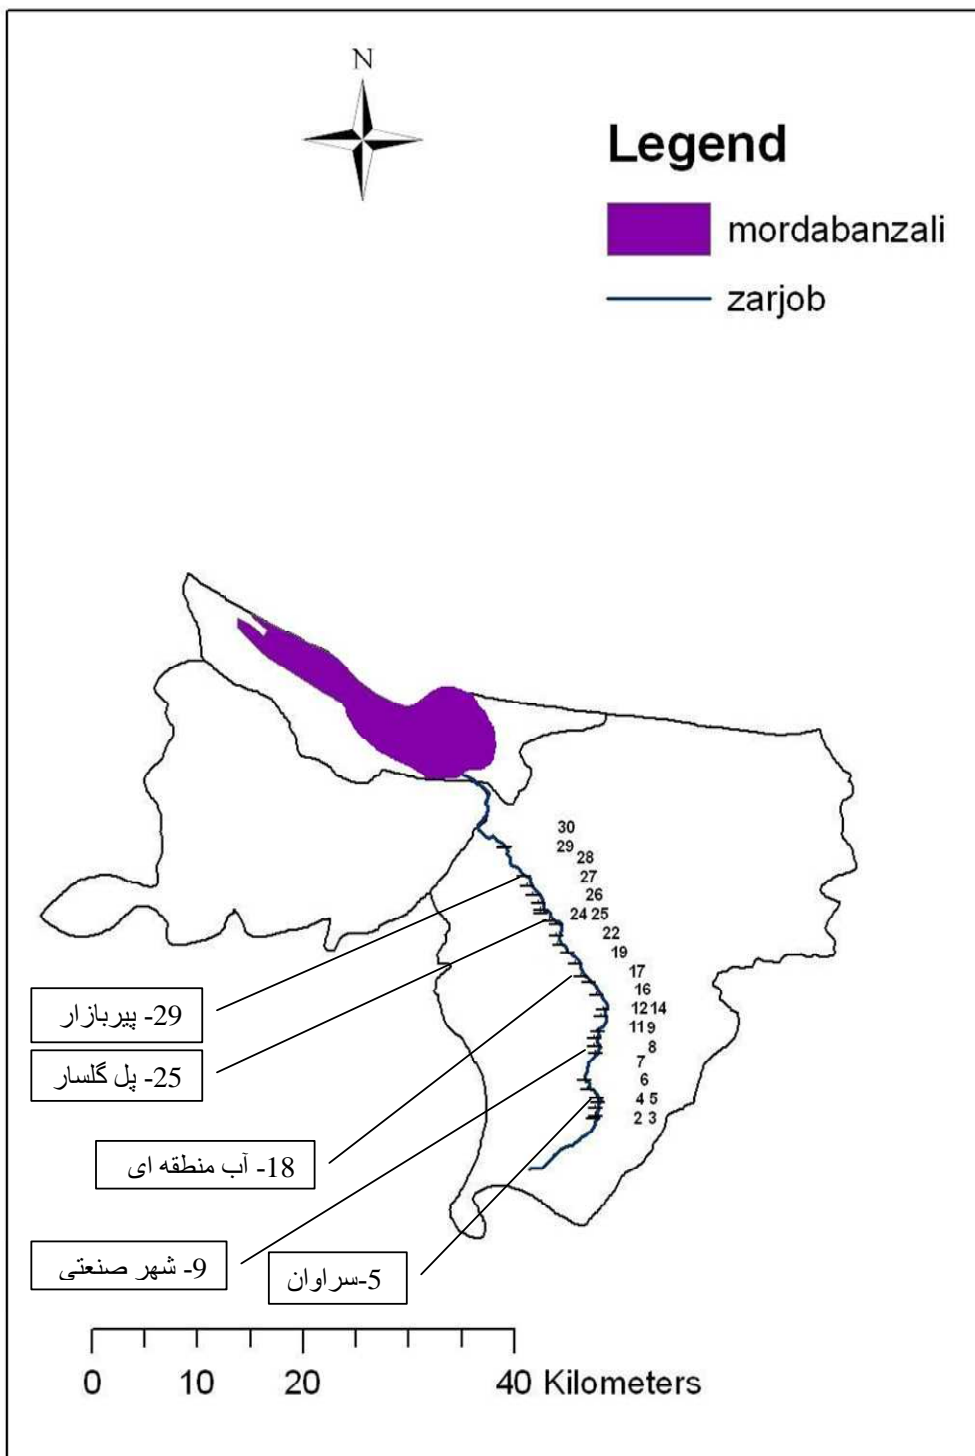 N
Legend
mordabanzali
zarjob
30
29
28
27
26
24 25
22
19
17
16
12 14
11 9
8
7
6
4 5
2 3
29- پیربازار
25- پل گلسار
18- آب منطقه ای
9- شهر صنعتی
5-سراوان
0 10 20 40 Kilometers